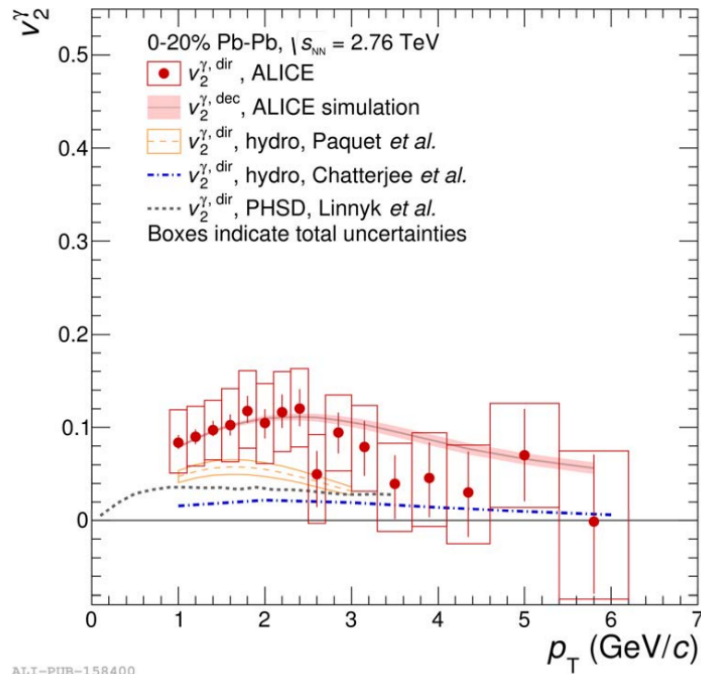 v₂^γ
0.5
0.4
0.3
0.2
0.1
0
0-20% Pb-Pb, \s_NN = 2.76 TeV
v₂^γ, dir, ALICE
v₂^γ, dec, ALICE simulation
v₂^γ, dir, hydro, Paquet et al.
v₂^γ, dir, hydro, Chatterjee et al.
v₂^γ, dir, PHSD, Linnyk et al.
Boxes indicate total uncertainties
0 1 2 3 4 5 6 7
p_T (GeV/c)
ALI-PUB-158400